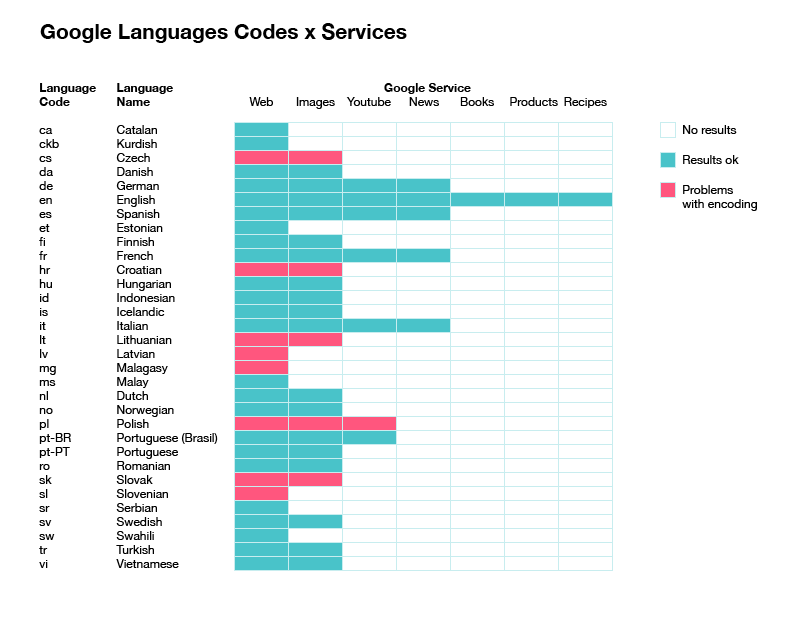 Google Languages Codes x Services
Language Code Language Name Google Service
Web Images Youtube News Books Products Recipes
ca Catalan
ckb Kurdish
cs Czech
da Danish
de German
en English
es Spanish
et Estonian
fi Finnish
fr French
hr Croatian
hu Hungarian
id Indonesian
is Icelandic
it Italian
lt Lithuanian
lv Latvian
mg Malagasy
ms Malay
nl Dutch
no Norwegian
pl Polish
pt-BR Portuguese (Brasil)
pt-PT Portuguese
ro Romanian
sk Slovak
sl Slovenian
sr Serbian
sv Swedish
sw Swahili
tr Turkish
vi Vietnamese
No results
Results ok
Problems
with encoding